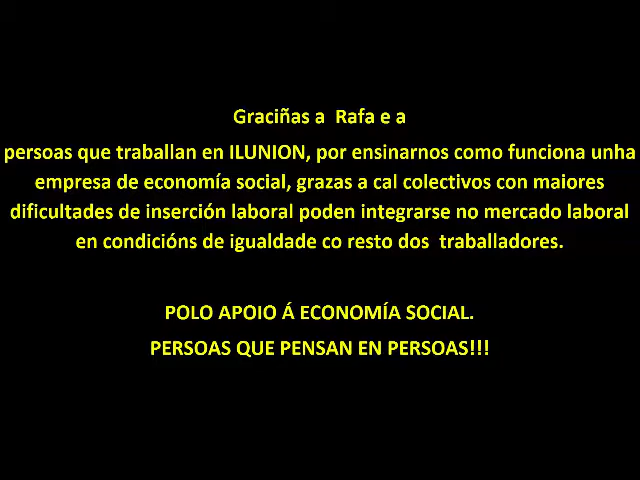 Graciñas a Rafa e a
persoas que traballan en ILUNION, por ensinarnos como funciona unha
empresa de economía social, grazas a cal colectivos con maiores
dificultades de inserción laboral poden integrarse no mercado laboral
en condicións de igualdade co resto dos traballadores.
POLO APOIO Á ECONOMÍA SOCIAL.
PERSOAS QUE PENSAN EN PERSOAS!!!